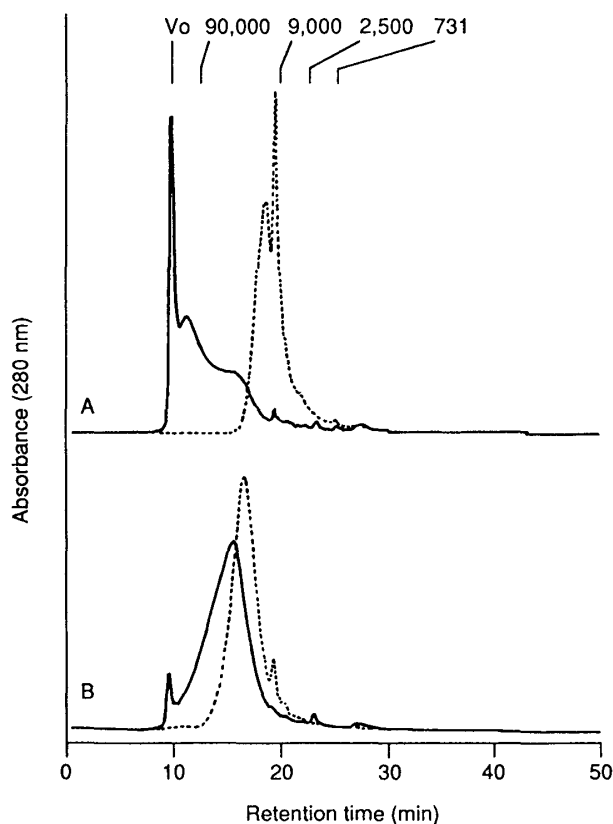 Vo 90,000 9,000 2,500 731
Absorbance (280 nm)
A
B
0 10 20 30 40 50
Retention time (min)